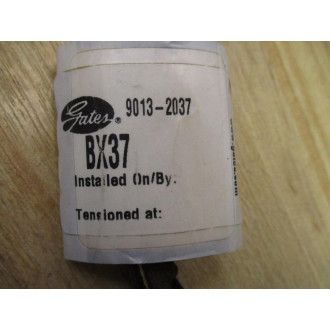 Gates®
9013-2037
BX37
Installed On/By:
Tensioned at: